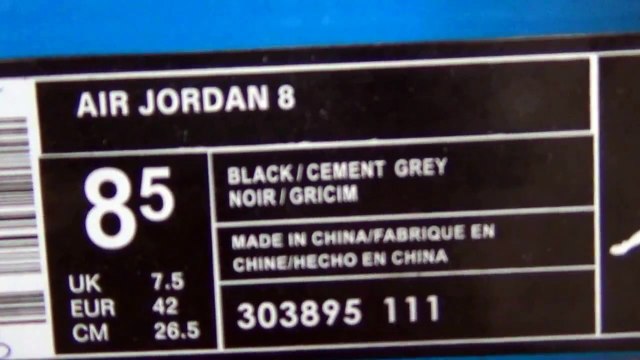 AIR JORDAN 8
85
UK 7.5
EUR 42
CM 26.5
BLACK/CEMENT GREY
NOIR/GRICIM
MADE IN CHINA/FABRIQUE EN
CHINE/HECHO EN CHINA
303895 111